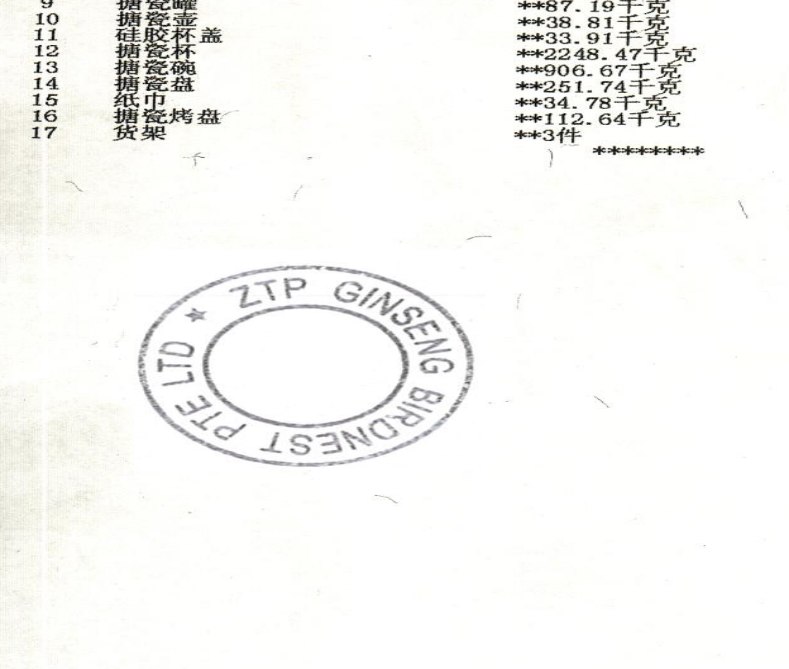 9 搪瓷罐 **87.19千克
10 搪瓷壶 **38.81千克
11 硅胶杯盖 **33.91千克
12 搪瓷杯 **2248.47千克
13 搪瓷碗 **906.67千克
14 搪瓷盘 **251.74千克
15 纸巾 **34.78千克
16 搪瓷烤盘 **112.64千克
17 货架 **3件
********
ZTP GINSENG BIRDNEST PTE LTD ★